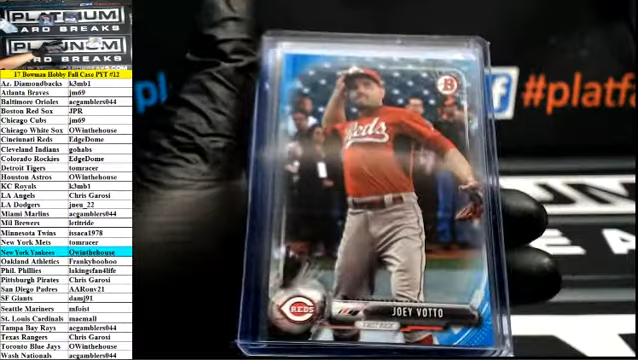 PLATINUM
CARD BREAKS
PLATINUM
17 Bowman Hobby Full Case PYT #12
Az. Diamondbacks k3mb1
Atlanta Braves jm69
Baltimore Orioles acgamblers044
Boston Red Sox JPR
Chicago Cubs jm69
Chicago White Sox OWinthehouse
Cincinnati Reds EdgeDome
Cleveland Indians gohabs
Colorado Rockies EdgeDome
Detroit Tigers tomracer
Houston Astros OWinthehouse
KC Royals k3mb1
LA Angels Chris Garosi
LA Dodgers jueu_22
Miami Marlins acgamblers044
Mil Brewers letitride
Minnesota Twins issaca1978
New York Mets tomracer
New York Yankees Owinthehouse
Oakland Athletics Frankybooboo
Phil. Phillies lakingsfan4life
Pittsburgh Pirates Chris Garosi
San Diego Padres AARonv21
SF Giants damj91
Seattle Mariners mfoist
St. Louis Cardinals macmall
Tampa Bay Rays acgamblers044
Texas Rangers Chris Garosi
Toronto Blue Jays OWinthehouse
Wash Nationals acgamblers044
B
Reds
REDS
JOEY VOTTO
pl
f #platf